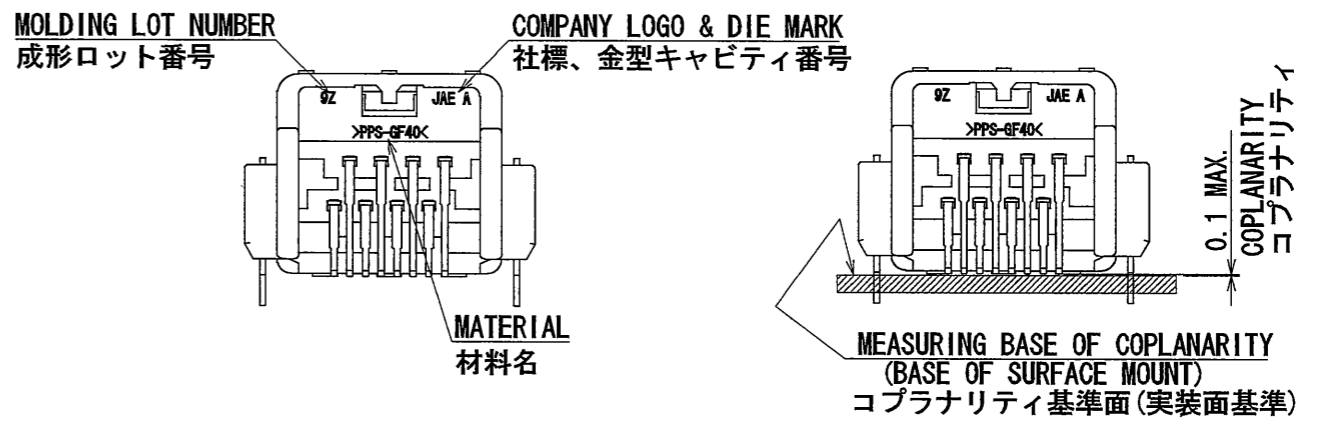 MOLDING LOT NUMBER
成形ロット番号
COMPANY LOGO & DIE MARK
社標、金型キャビティ番号
9Z
JAE A
>PPS-GF40<
MATERIAL
材料名
9Z
JAE A
>PPS-GF40<
0.1 MAX.
COPLANARITY
コプラナリティ
MEASURING BASE OF COPLANARITY
(BASE OF SURFACE MOUNT)
コプラナリティ基準面(実装面基準)